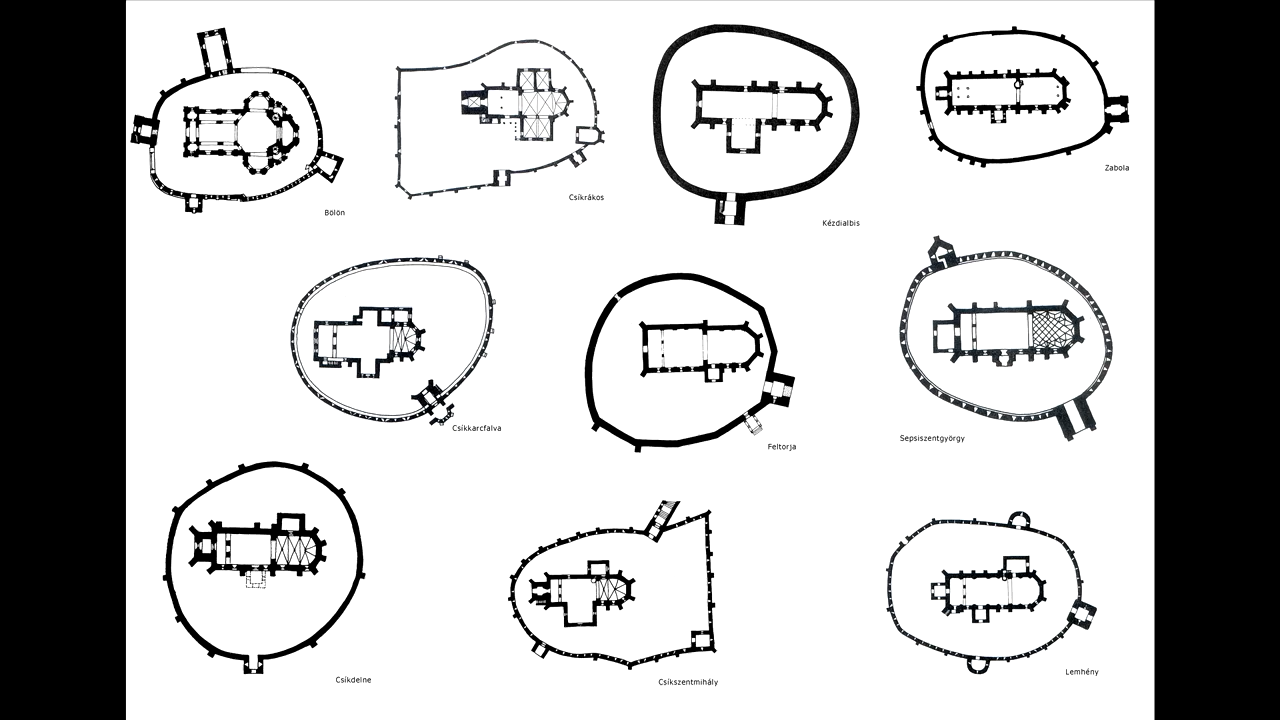 Bölön
Csíkrákos
Kézdialbis
Zabola
Csíkkarcfalva
Feltorja
Sepsiszentgyörgy
Csíkdelne
Csíkszentmihály
Lemhény